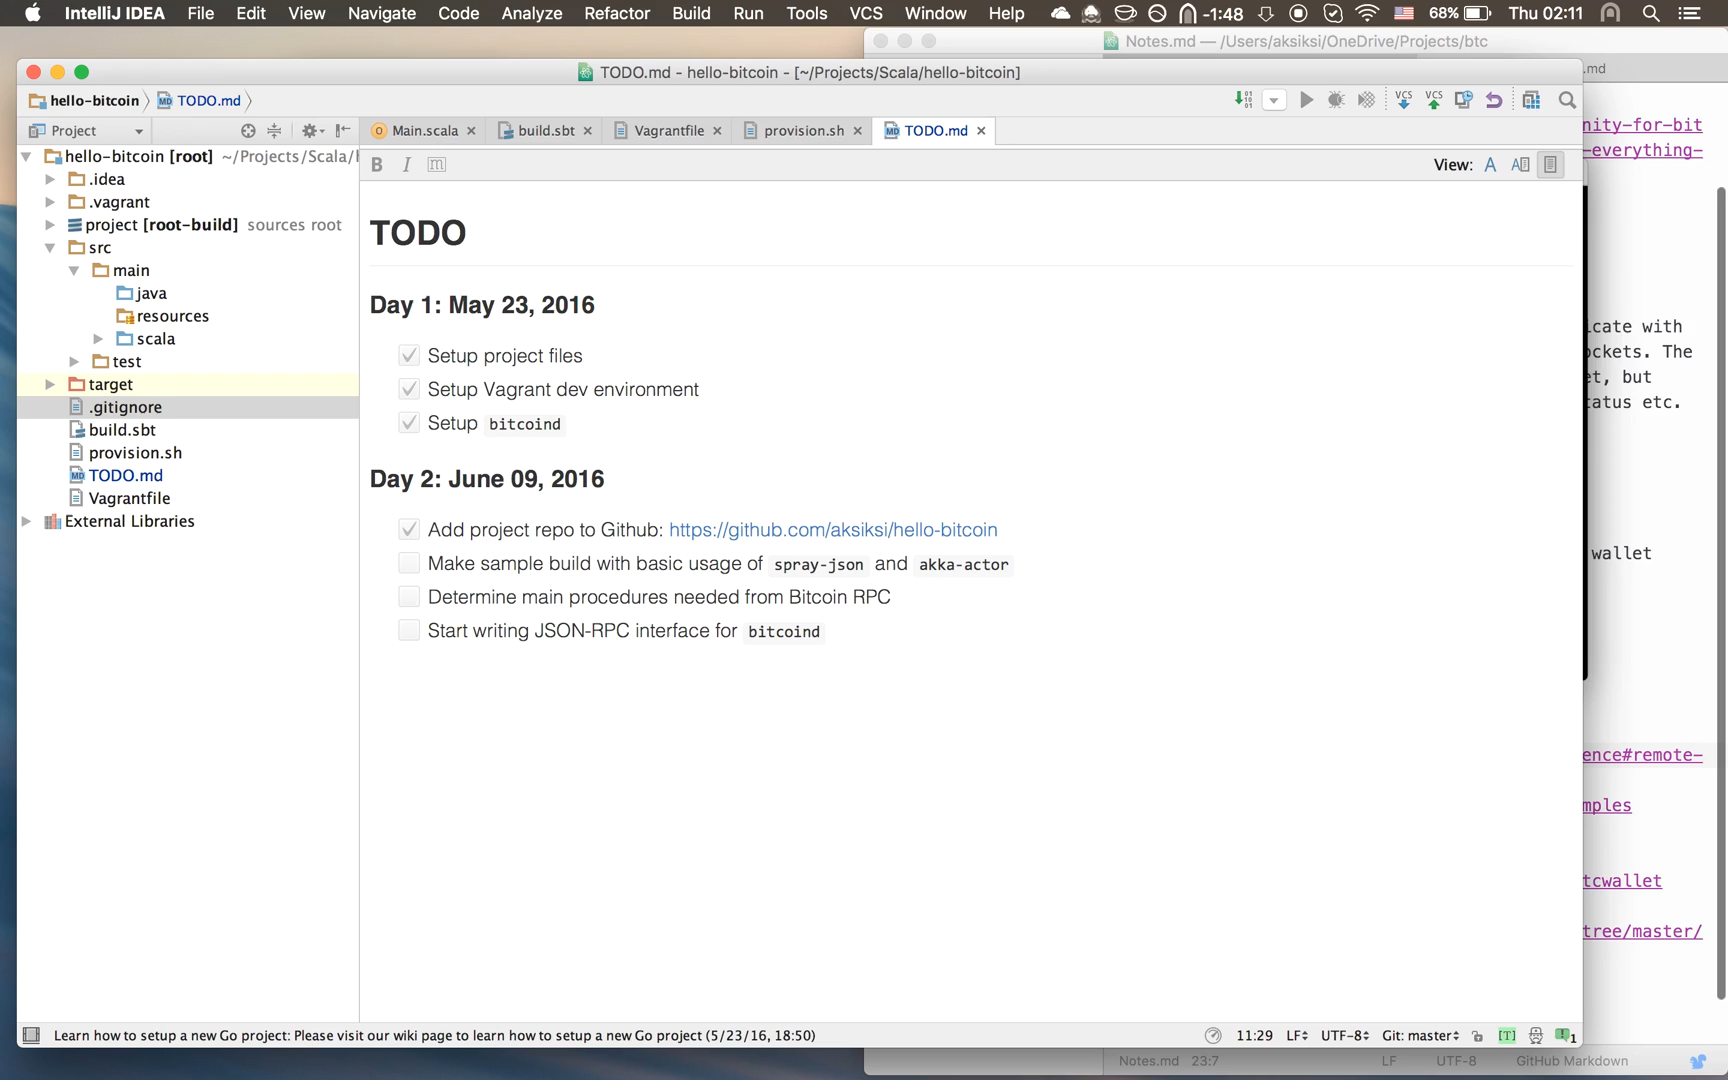 IntelliJ IDEA File Edit View Navigate Code Analyze Refactor Build Run Tools VCS Window Help -1:48 68% Thu 02:11
Notes.md — /Users/aksiksi/OneDrive/Projects/btc
.md
TODO.md - hello-bitcoin - [~/Projects/Scala/hello-bitcoin]
hello-bitcoin TODO.md
VCS VCS
Project
Main.scala build.sbt Vagrantfile provision.sh TODO.md
B I m View: A A
hello-bitcoin [root] ~/Projects/Scala/
.idea
.vagrant
project [root-build] sources root
src
main
java
resources
scala
test
target
.gitignore
build.sbt
provision.sh
TODO.md
Vagrantfile
External Libraries
TODO
Day 1: May 23, 2016
Setup project files
Setup Vagrant dev environment
Setup bitcoind
Day 2: June 09, 2016
Add project repo to Github: https://github.com/aksiksi/hello-bitcoin
Make sample build with basic usage of spray-json and akka-actor
Determine main procedures needed from Bitcoin RPC
Start writing JSON-RPC interface for bitcoind
nity-for-bit
-everything-
icate with
ockets. The
et, but
tatus etc.
wallet
ence#remote-
mples
tcwallet
tree/master/
Learn how to setup a new Go project: Please visit our wiki page to learn how to setup a new Go project (5/23/16, 18:50) 11:29 LF UTF-8 Git: master [T] 1
Notes.md 23:7 LF UTF-8 GitHub Markdown